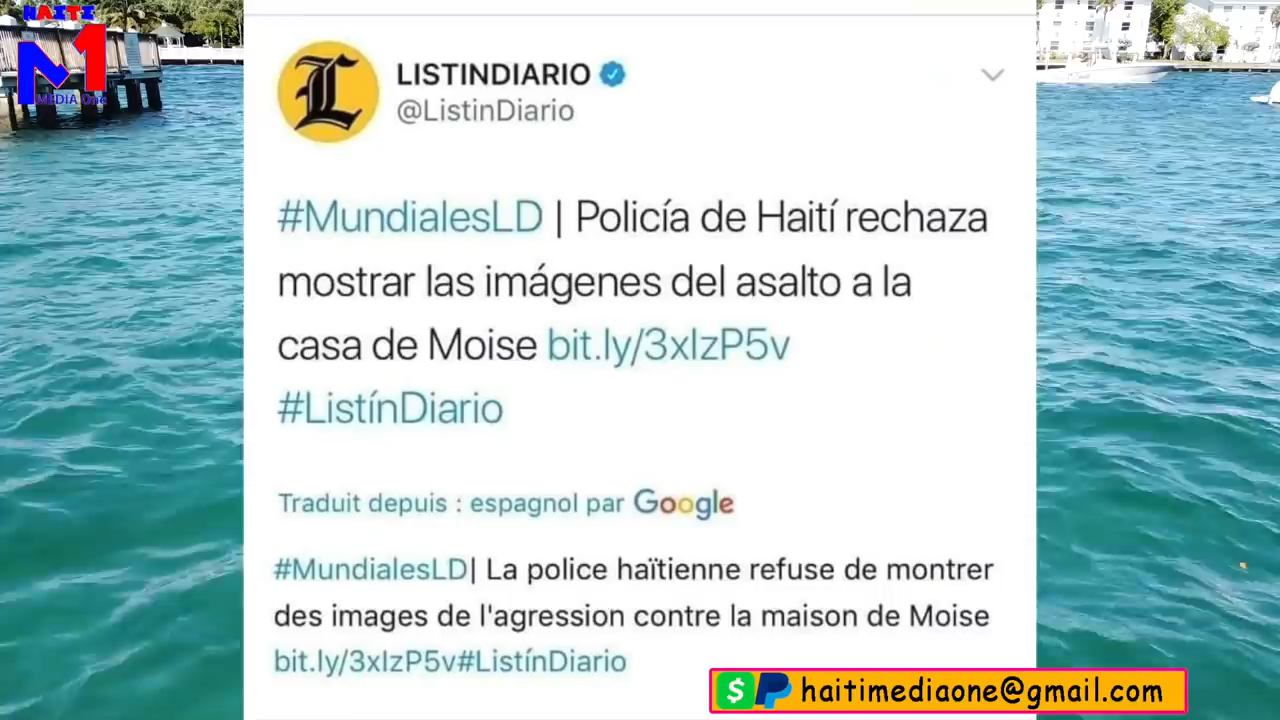 HAITI
M1
MEDIA One
L
LISTINDIARIO
@ListinDiario
#MundialesLD | Policía de Haití rechaza
mostrar las imágenes del asalto a la
casa de Moise bit.ly/3xIzP5v
#ListínDiario
Traduit depuis : espagnol par Google
#MundialesLD| La police haïtienne refuse de montrer
des images de l'agression contre la maison de Moise
bit.ly/3xIzP5v#ListínDiario
$ P haitimediaone@gmail.com